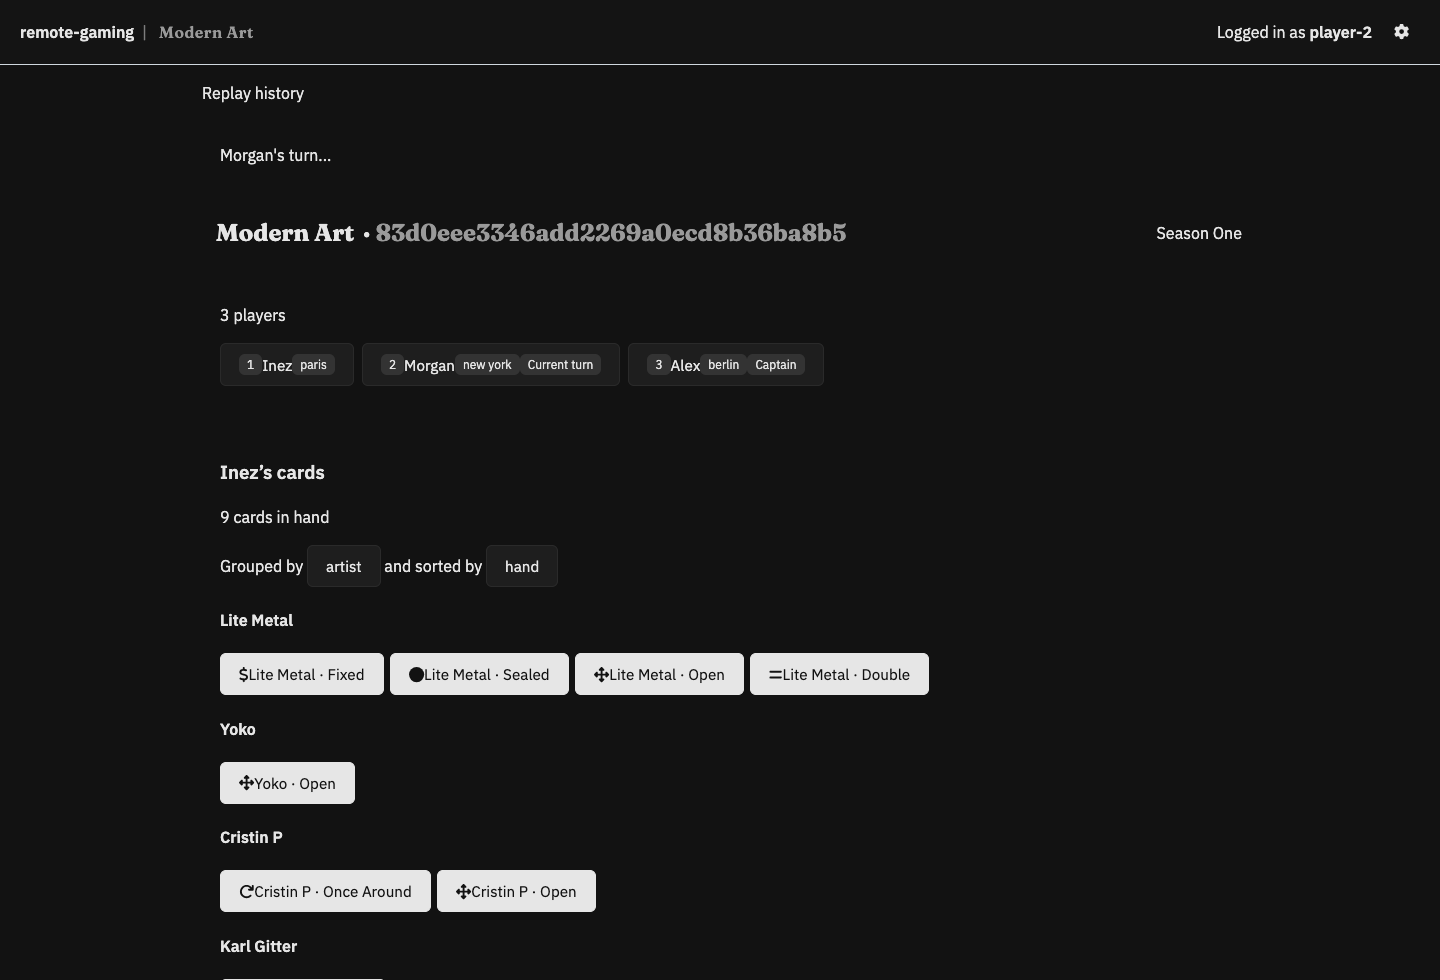 remote-gaming | Modern Art
Logged in as player-2
Replay history
Morgan's turn...
Modern Art · 83d0eee3346add2269a0ecd8b36ba8b5
Season One
3 players
1 Inez paris
2 Morgan new york Current turn
3 Alex berlin Captain
Inez’s cards
9 cards in hand
Grouped by artist and sorted by hand
Lite Metal
$Lite Metal · Fixed
Lite Metal · Sealed
Lite Metal · Open
Lite Metal · Double
Yoko
Yoko · Open
Cristin P
Cristin P · Once Around
Cristin P · Open
Karl Gitter